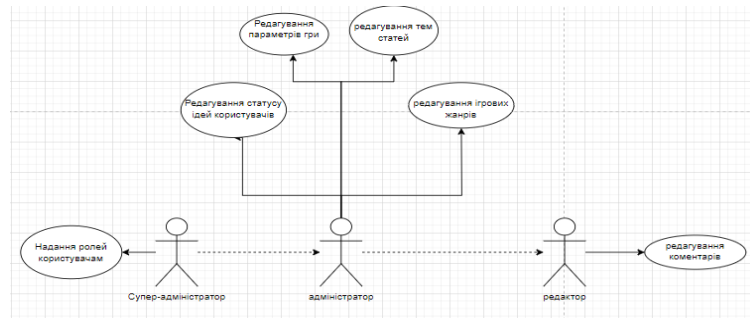 Редагування
параметрів гри
редагування тем
статей
Редагування статусу
ідей користувачів
редагування ігрових
жанрів
Надання ролей
користувачам
редагування
коментарів
Супер-адміністратор
адміністратор
редактор